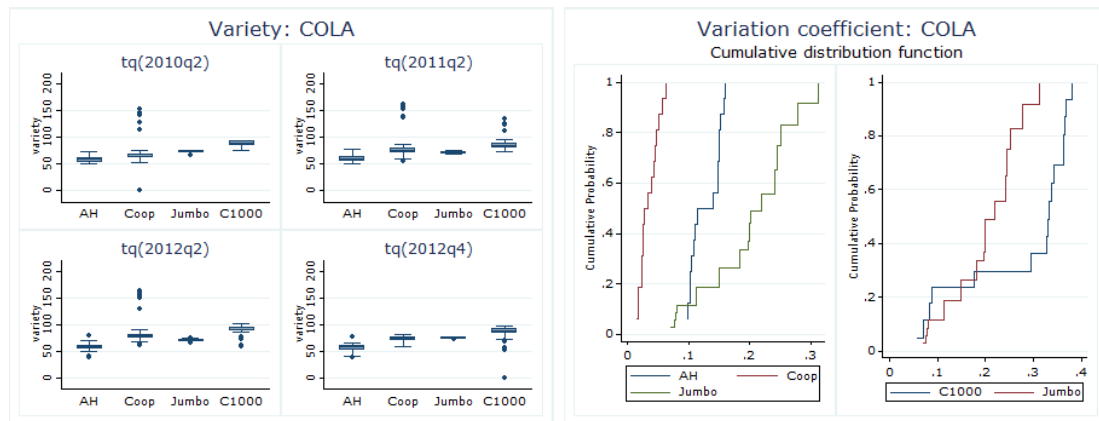 Variety: COLA
tq(2010q2)
variety
0 50 100 150 200
AH Coop Jumbo C1000
tq(2011q2)
variety
0 50 100 150 200
AH Coop Jumbo C1000
tq(2012q2)
variety
0 50 100 150 200
AH Coop Jumbo C1000
tq(2012q4)
variety
0 50 100 150 200
AH Coop Jumbo C1000
Variation coefficient: COLA
Cumulative distribution function
Cumulative Probability
1
.8
.6
.4
.2
0
0 .1 .2 .3
AH Coop
Jumbo
Cumulative Probability
1
.8
.6
.4
.2
0
0 .1 .2 .3 .4
C1000 Jumbo